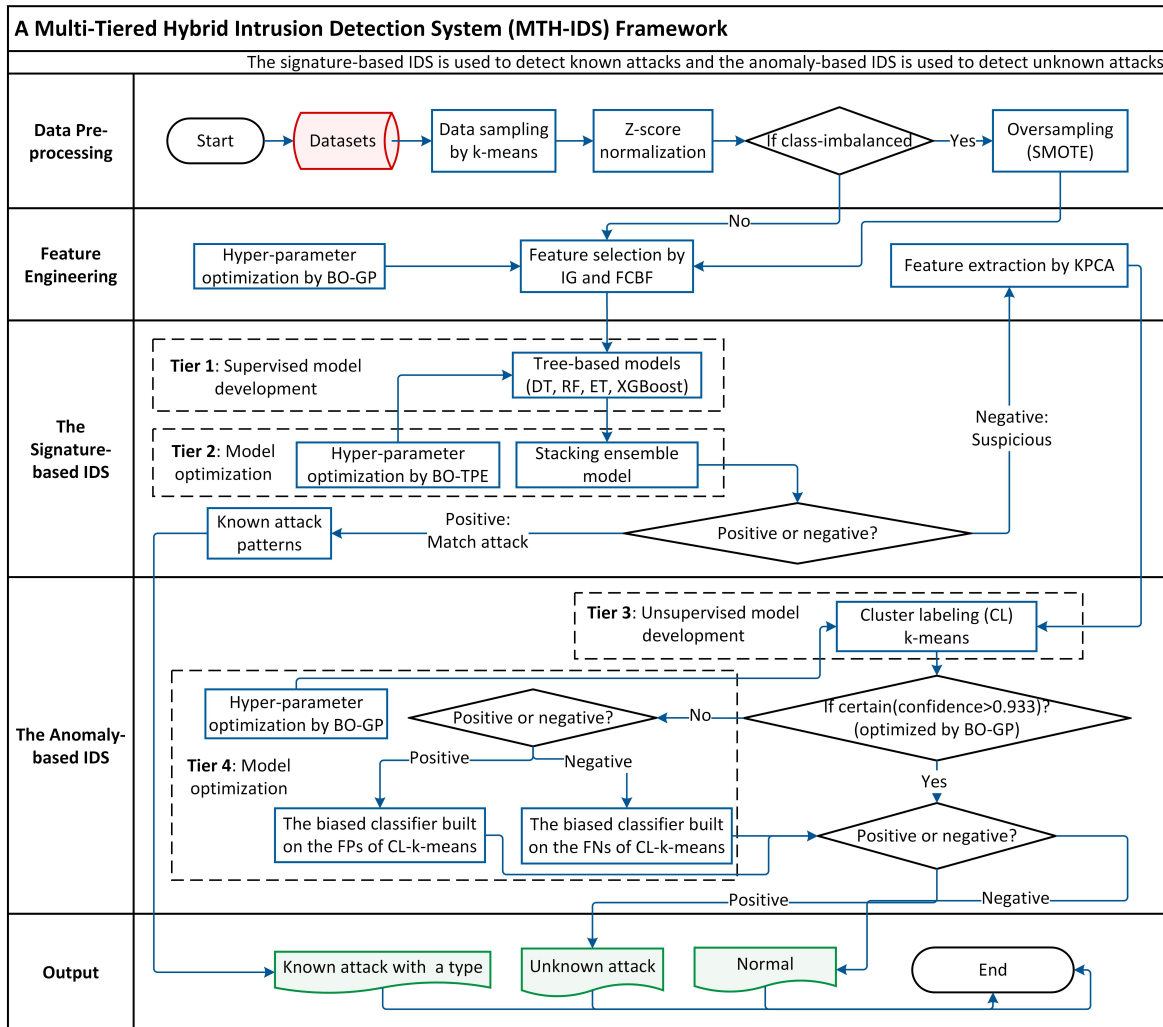 A Multi-Tiered Hybrid Intrusion Detection System (MTH-IDS) Framework
The signature-based IDS is used to detect known attacks and the anomaly-based IDS is used to detect unknown attacks
Data Pre-
processing
Start
Datasets
Data sampling
by k-means
Z-score
normalization
If class-imbalanced
Yes
Oversampling
(SMOTE)
No
Feature
Engineering
Hyper-parameter
optimization by BO-GP
Feature selection by
IG and FCBF
Feature extraction by KPCA
The
Signature-
based IDS
Tier 1: Supervised model
development
Tree-based models
(DT, RF, ET, XGBoost)
Negative:
Suspicious
Tier 2: Model
optimization
Hyper-parameter
optimization by BO-TPE
Stacking ensemble
model
Known attack
patterns
Positive:
Match attack
Positive or negative?
The Anomaly-
based IDS
Tier 3: Unsupervised model
development
Cluster labeling (CL)
k-means
Hyper-parameter
optimization by BO-GP
Positive or negative?
No
If certain(confidence>0.933)?
(optimized by BO-GP)
Tier 4: Model
optimization
Positive
Negative
Yes
The biased classifier built
on the FPs of CL-k-means
The biased classifier built
on the FNs of CL-k-means
Positive or negative?
Positive
Negative
Output
Known attack with a type
Unknown attack
Normal
End